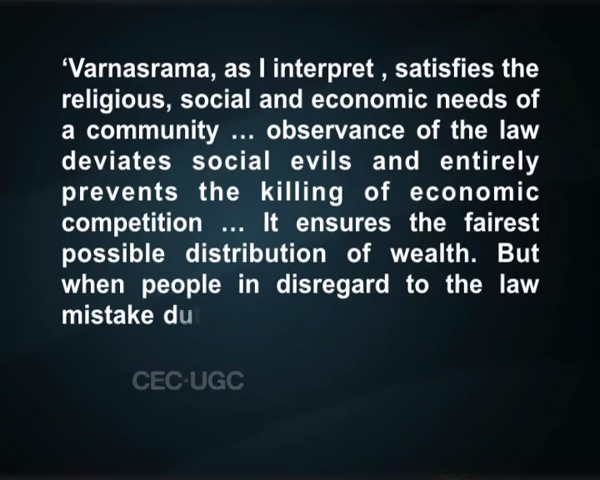 ‘Varnasrama, as I interpret , satisfies the
religious, social and economic needs of
a community ... observance of the law
deviates social evils and entirely
prevents the killing of economic
competition ... It ensures the fairest
possible distribution of wealth. But
when people in disregard to the law
mistake du
CEC-UGC